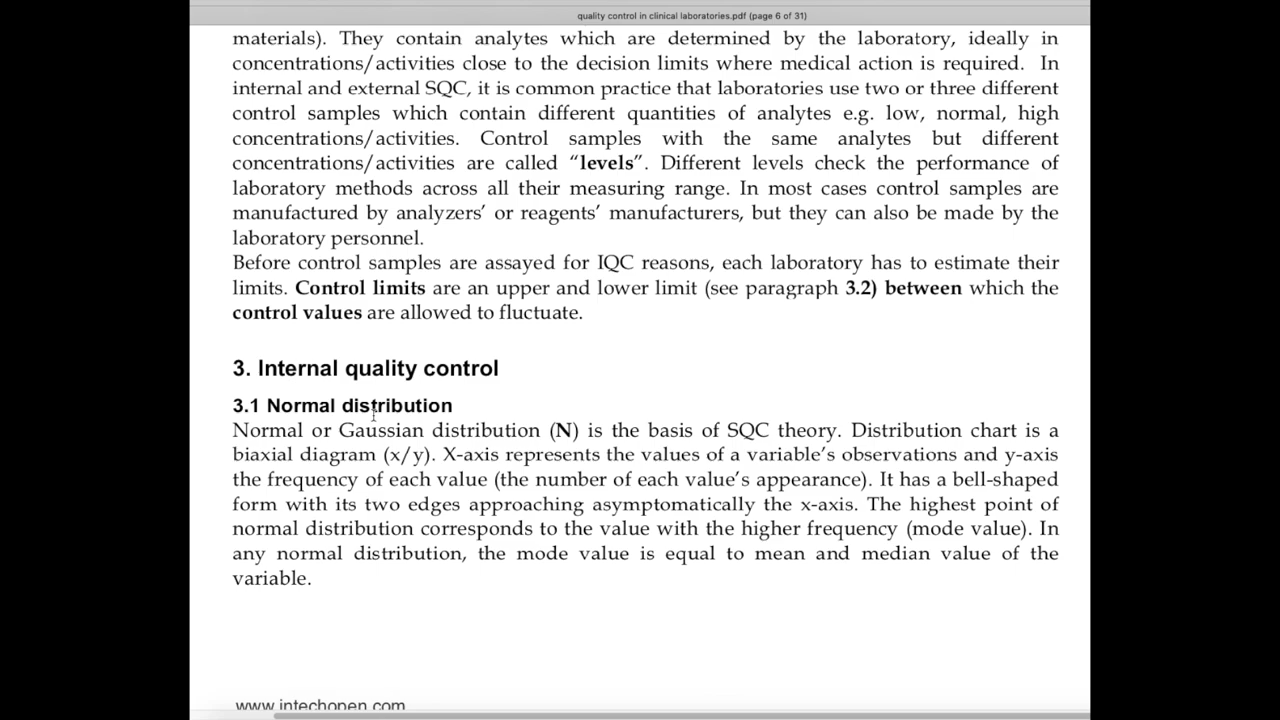 quality control in clinical laboratories.pdf (page 6 of 31)
materials). They contain analytes which are determined by the laboratory, ideally in
concentrations/activities close to the decision limits where medical action is required. In
internal and external SQC, it is common practice that laboratories use two or three different
control samples which contain different quantities of analytes e.g. low, normal, high
concentrations/activities. Control samples with the same analytes but different
concentrations/activities are called “levels”. Different levels check the performance of
laboratory methods across all their measuring range. In most cases control samples are
manufactured by analyzers’ or reagents’ manufacturers, but they can also be made by the
laboratory personnel.
Before control samples are assayed for IQC reasons, each laboratory has to estimate their
limits. Control limits are an upper and lower limit (see paragraph 3.2) between which the
control values are allowed to fluctuate.
3. Internal quality control
3.1 Normal distribution
Normal or Gaussian distribution (N) is the basis of SQC theory. Distribution chart is a
biaxial diagram (x/y). X-axis represents the values of a variable’s observations and y-axis
the frequency of each value (the number of each value’s appearance). It has a bell-shaped
form with its two edges approaching asymptomatically the x-axis. The highest point of
normal distribution corresponds to the value with the higher frequency (mode value). In
any normal distribution, the mode value is equal to mean and median value of the
variable.
www.intechopen.com